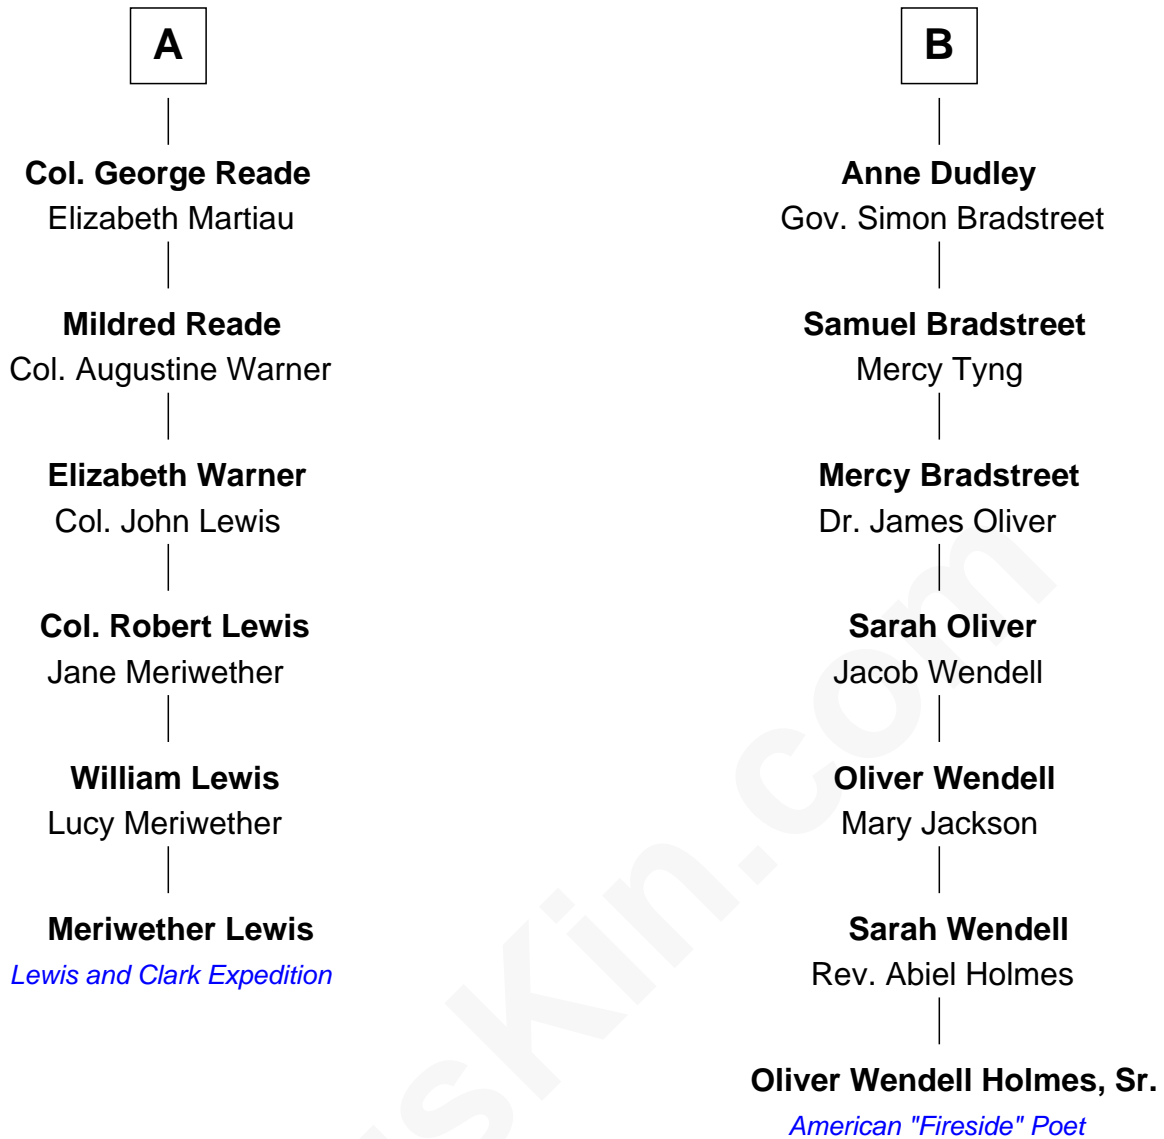 A
Col. George Reade
Elizabeth Martiau
Mildred Reade
Col. Augustine Warner
Elizabeth Warner
Col. John Lewis
Col. Robert Lewis
Jane Meriwether
William Lewis
Lucy Meriwether
Meriwether Lewis
Lewis and Clark Expedition
B
Anne Dudley
Gov. Simon Bradstreet
Samuel Bradstreet
Mercy Tyng
Mercy Bradstreet
Dr. James Oliver
Sarah Oliver
Jacob Wendell
Oliver Wendell
Mary Jackson
Sarah Wendell
Rev. Abiel Holmes
Oliver Wendell Holmes, Sr.
American "Fireside" Poet